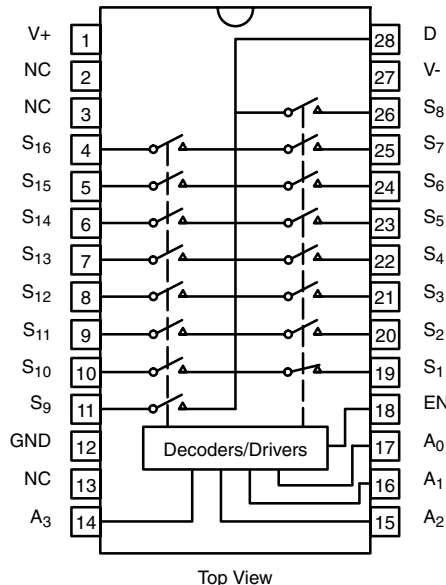 V+ 1 28 D
NC 2 27 V-
NC 3 26 S8
S16 4 25 S7
S15 5 24 S6
S14 6 23 S5
S13 7 22 S4
S12 8 21 S3
S11 9 20 S2
S10 10 19 S1
S9 11 18 EN
GND 12 Decoders/Drivers 17 A0
NC 13 16 A1
A3 14 15 A2
Top View